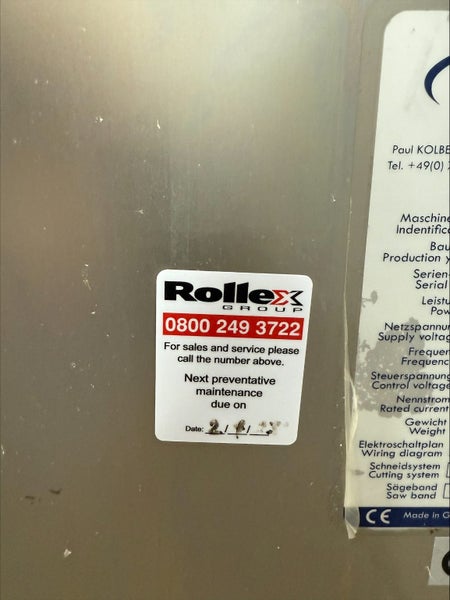 Rollex
GROUP
0800 249 3722
For sales and service please
call the number above.
Next preventative
maintenance
due on
Date:
Paul KOLBE
Tel. +49(0)
Maschine
Indentific
Bau
Production y
Serien-
Serial
Leistu
Pow
Netzspannun
Supply voltag
Frequen
Frequenc
Steuerspannung
Control voltage
Nennstrom
Rated current
Gewicht
Weight
Elektroschaltplan
Wiring diagram
Schneidsystem
Cutting system
Sägeband
Saw band
CE Made in G